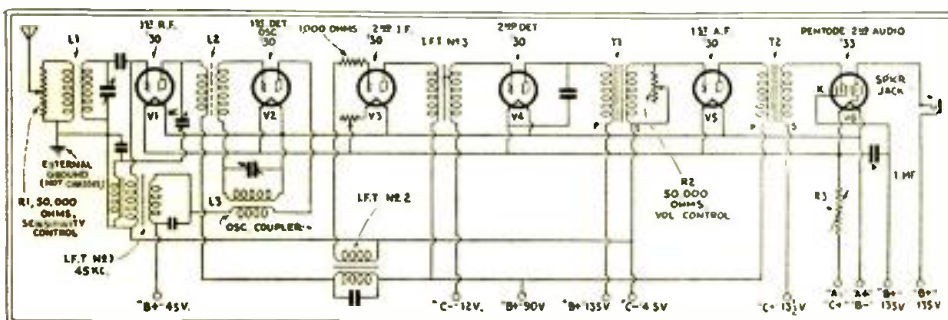 L1
1ST R.F.
'30
L2
1ST DET.
OSC
'30
1,000 OHMS
2ND I.F.
'30
I.F.T. Nº 3
2ND DET
'30
T1
1ST A.F.
'30
T2
PENTODE 2ND AUDIO
'33
SPKR
JACK
K
V1
V2
V3
V4
V5
P
P
S
EXTERNAL
GROUND
(NOT CHASSIS)
R1, 50,000
OHMS,
SENSITIVITY
CONTROL
L3
OSC. COUPLER
I.F.T. Nº 2
R2
50,000
OHMS
VOL CONTROL
R3
1 MF
I.F.T Nº 1
45 KC.
"B+" 45V.
"C-" 12V.
"B+" 90V
"B+" 135V
"C-" 4.5V
"C-" 13½V
"A-
C+
A+
B-
B+
135V
B+
135V